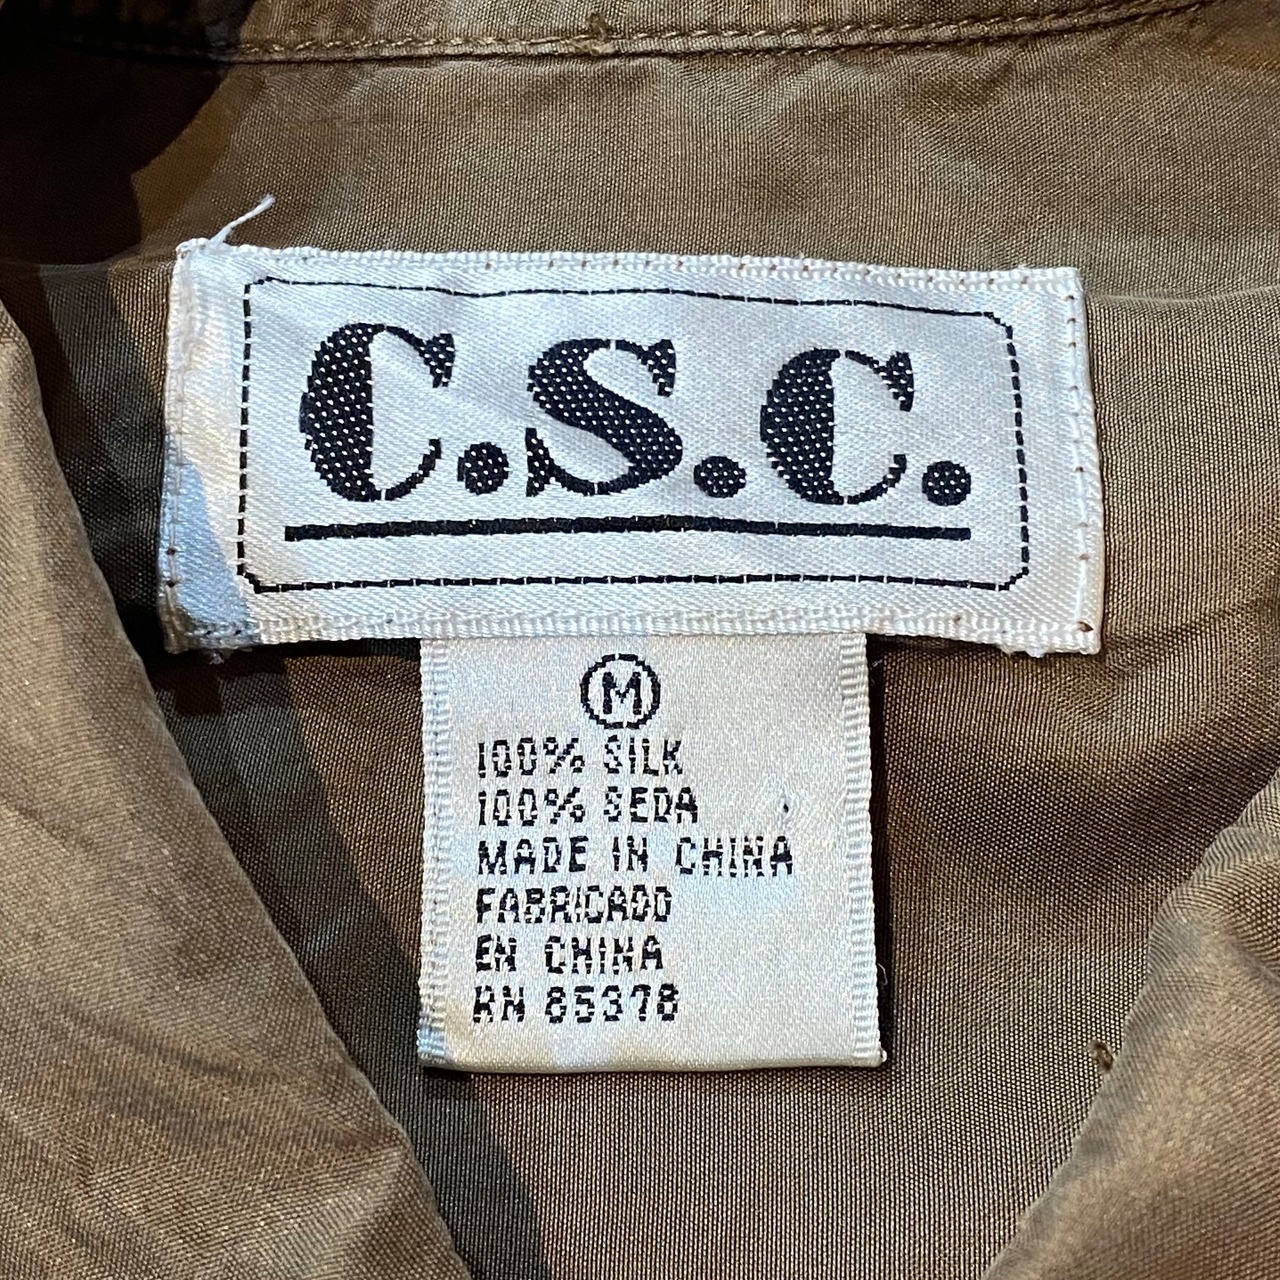 C.S.C.
M
100% SILK
100% SEDA
MADE IN CHINA
FABRICADO
EN CHINA
RN 85378